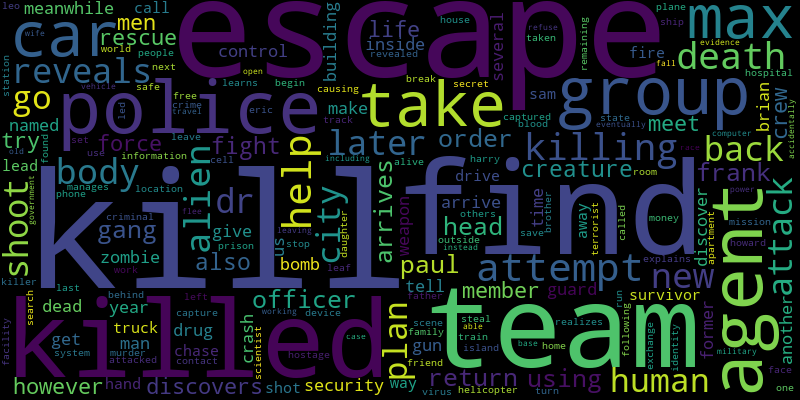 meanwhile
call
men
car
rescue
reveals
building
escape
life
inside
control
several
house
leo
wife
refuse
plane
ship
one
taken
evidence
remaining
max
fire
death
fall
hospital
world
people
station
next
learns
begin
revealed
open
secret
vehicle
causing
break
go
police
safe
free
crime
travel
eric
led
set
leave
make
track
take
captured
blood
sam
group
state
eventually
brian
crew
accidentally
computer
race
try
named
force
fight
later
order
killing
meet
back
lead
old
use
found
information
cell
including
alive
harry
room
creature
frank
power
body
phone
manages
location
alien
dr
help
city
arrives
drive
arrive
others
time
brother
away
terrorist
save
called
money
mission
discover
apartment
howard
attack
another
shoot
government
criminal
flee
gang
give
us
stop
leaving
daughter
weapon
head
outside
instead
explains
kill
find
killer
zombie
work
also
prison
bomb
leaf
paul
attempt
new
agent
last
search
behind
left
officer
tell
father
member
guard
survivor
former
military
face
facility
dead
year
capture
working
device
plan
team
scene
family
steal
able
train
island
base
home
realizes
run
following
exchange
identity
killed
get
system
truck
murder
man
attacked
drug
chase
contact
crash
scientist
hostage
case
gun
friend
way
virus
helicopter
turn
using
human
however
hand
discovers
shot
security
return